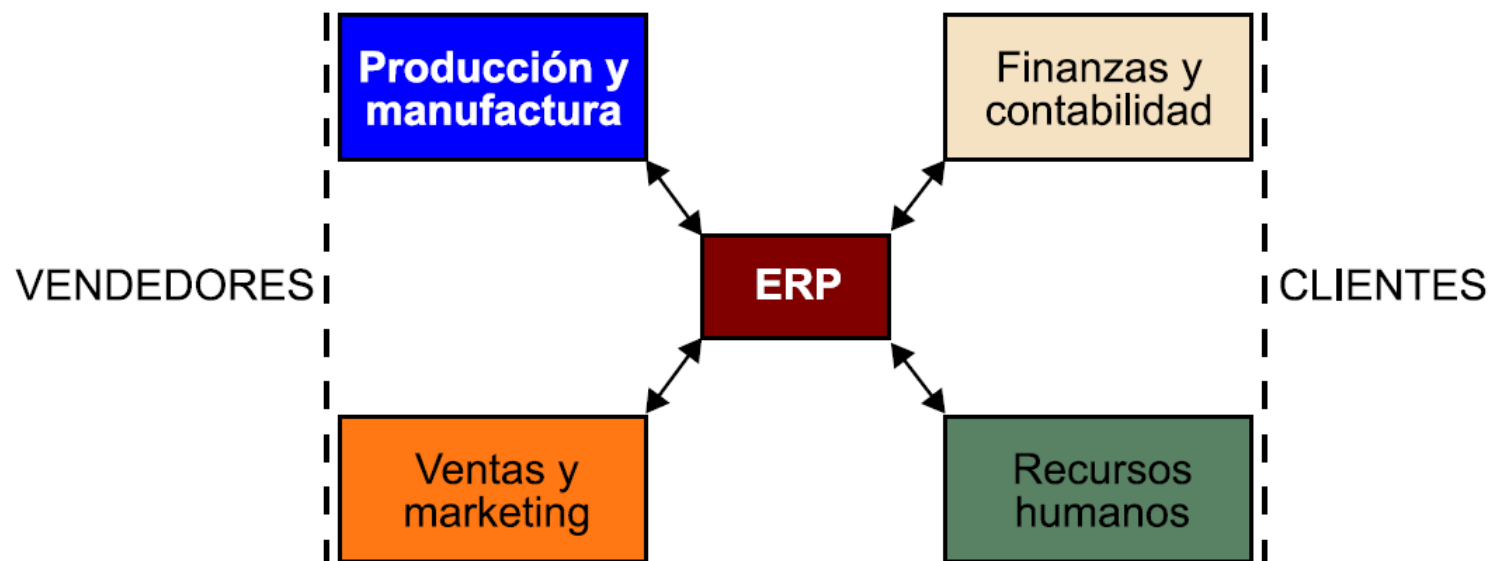 Producción y
manufactura
Finanzas y
contabilidad
VENDEDORES
ERP
CLIENTES
Ventas y
marketing
Recursos
humanos